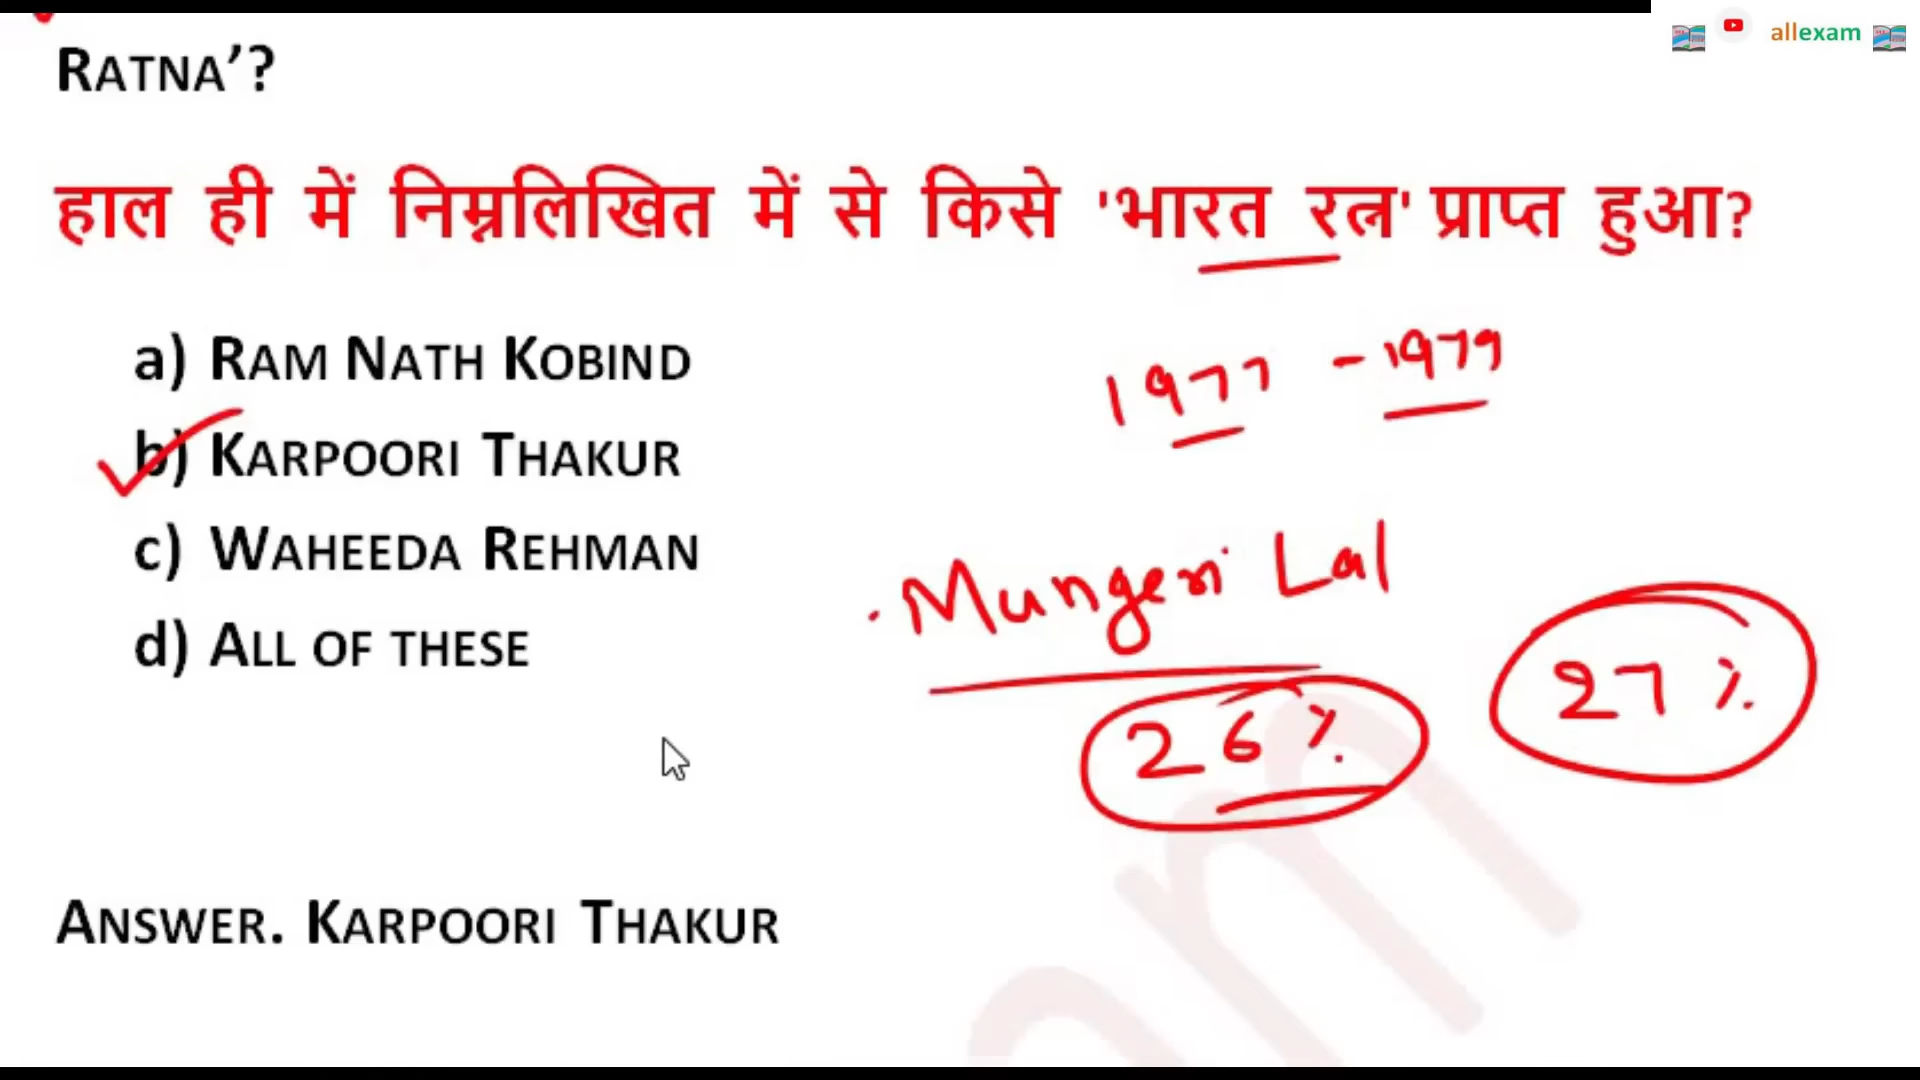 allexam
RATNA’?
हाल ही में निम्नलिखित में से किसे 'भारत रत्न' प्राप्त हुआ?
a) RAM NATH KOBIND
1977 - 1979
b) KARPOORI THAKUR
c) WAHEEDA REHMAN
Mungeri Lal
d) ALL OF THESE
27%
26%
ANSWER. KARPOORI THAKUR